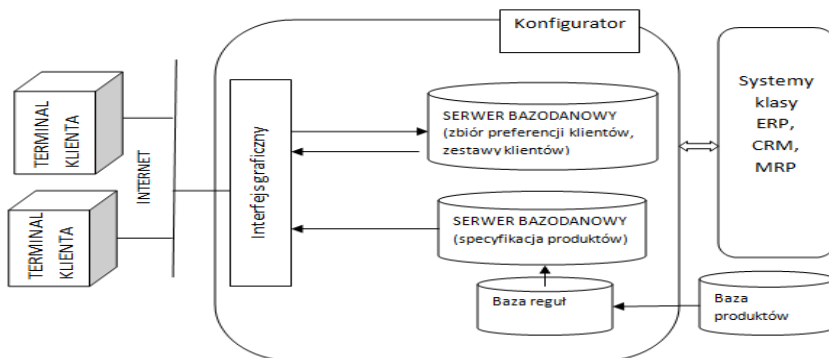 Konfigurator
TERMINAL
KLIENTA
TERMINAL
KLIENTA
INTERNET
Interfejs graficzny
SERWER BAZODANOWY
(zbiór preferencji klientów,
zestawy klientów)
SERWER BAZODANOWY
(specyfikacja produktów)
Baza reguł
Systemy
klasy
ERP,
CRM,
MRP
Baza
produktów